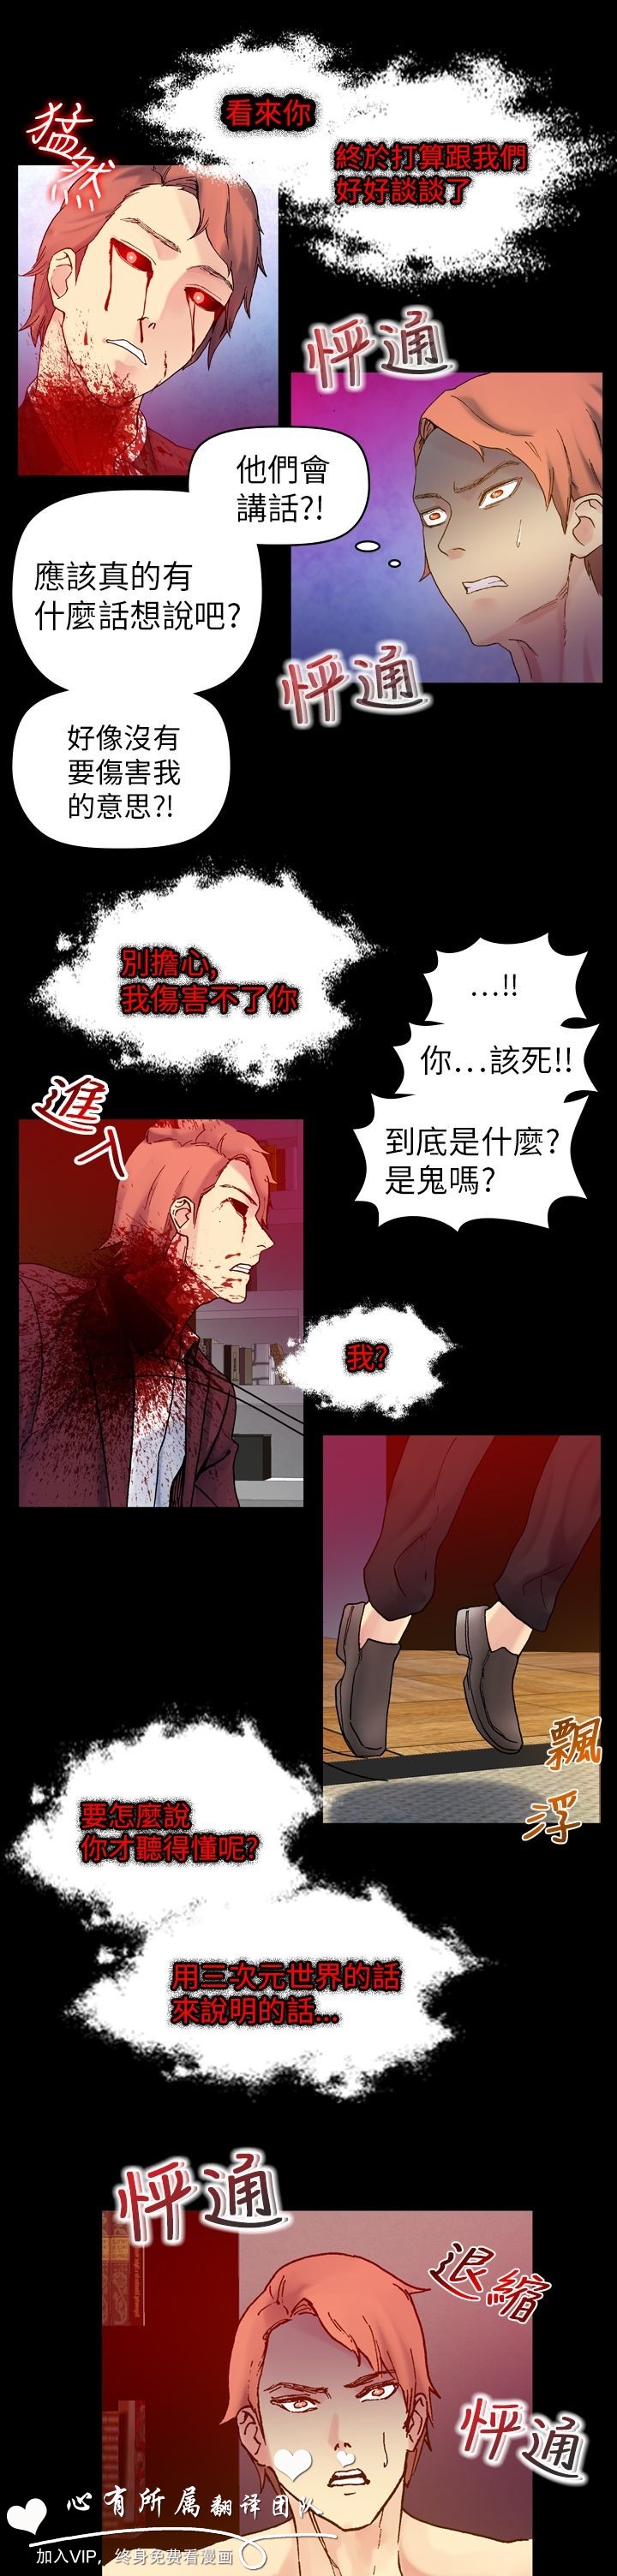 看來你
終於打算跟我們
好好談談了
猛然
怦通
他們會
講話?!
應該真的有
什麼話想說吧?
怦通
好像沒有
要傷害我
的意思?!
別擔心,
我傷害不了你
...!!
你...該死!!
到底是什麼?
是鬼嗎?
進入
我?
飄浮
要怎麼說
你才聽得懂呢?
用三次元世界的話
來說明的話...
怦通
退縮
怦通
心有所属翻译团队
加入VIP，终身免费看漫画